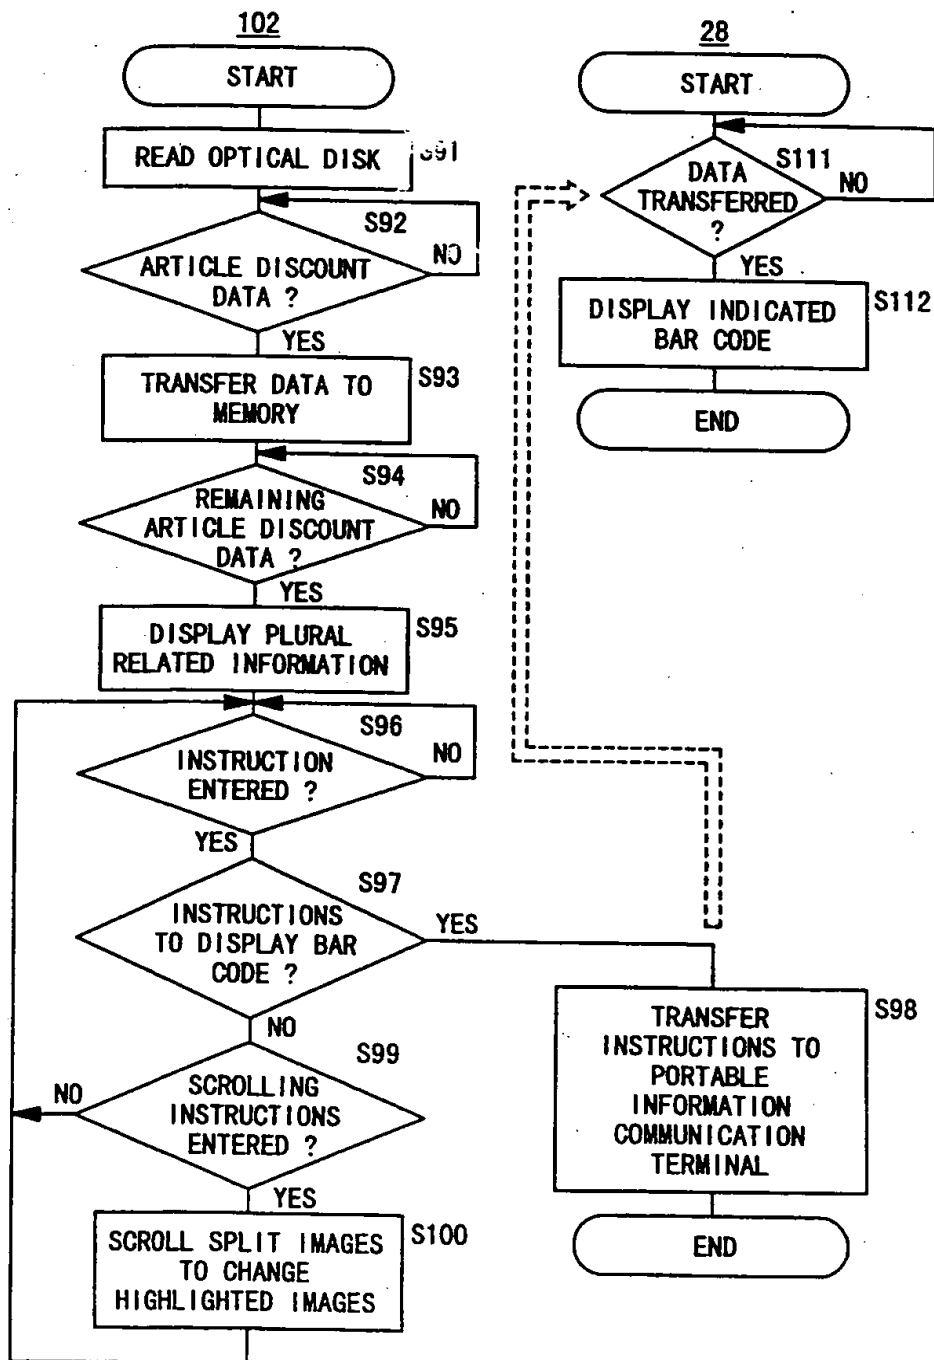 102
START
READ OPTICAL DISK
S91
S92
ARTICLE DISCOUNT
DATA ?
NO
YES
TRANSFER DATA TO
MEMORY
S93
S94
REMAINING
ARTICLE DISCOUNT
DATA ?
NO
YES
DISPLAY PLURAL
RELATED INFORMATION
S95
S96
INSTRUCTION
ENTERED ?
NO
YES
S97
INSTRUCTIONS
TO DISPLAY BAR
CODE ?
YES
NO
S99
NO
SCROLLING
INSTRUCTIONS
ENTERED ?
YES
SCROLL SPLIT IMAGES
TO CHANGE
HIGHLIGHTED IMAGES
S100
TRANSFER
INSTRUCTIONS TO
PORTABLE
INFORMATION
COMMUNICATION
TERMINAL
S98
END
28
START
S111
DATA
TRANSFERRED
?
NO
YES
DISPLAY INDICATED
BAR CODE
S112
END